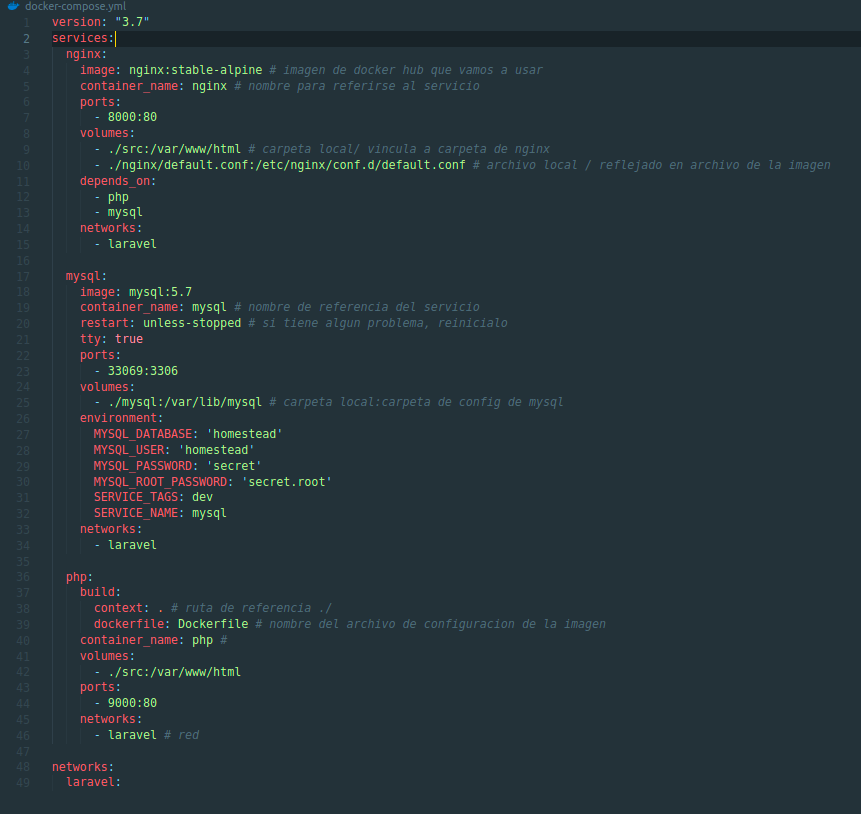 docker-compose.yml
1 version: "3.7"
2 services:
3 nginx:
4 image: nginx:stable-alpine # imagen de docker hub que vamos a usar
5 container_name: nginx # nombre para referirse al servicio
6 ports:
7 - 8000:80
8 volumes:
9 - ./src:/var/www/html # carpeta local/ vincula a carpeta de nginx
10 - ./nginx/default.conf:/etc/nginx/conf.d/default.conf # archivo local / reflejado en archivo de la imagen
11 depends_on:
12 - php
13 - mysql
14 networks:
15 - laravel
16
17 mysql:
18 image: mysql:5.7
19 container_name: mysql # nombre de referencia del servicio
20 restart: unless-stopped # si tiene algun problema, reinicialo
21 tty: true
22 ports:
23 - 33069:3306
24 volumes:
25 - ./mysql:/var/lib/mysql # carpeta local:carpeta de config de mysql
26 environment:
27 MYSQL_DATABASE: 'homestead'
28 MYSQL_USER: 'homestead'
29 MYSQL_PASSWORD: 'secret'
30 MYSQL_ROOT_PASSWORD: 'secret.root'
31 SERVICE_TAGS: dev
32 SERVICE_NAME: mysql
33 networks:
34 - laravel
35
36 php:
37 build:
38 context: . # ruta de referencia ./
39 dockerfile: Dockerfile # nombre del archivo de configuracion de la imagen
40 container_name: php #
41 volumes:
42 - ./src:/var/www/html
43 ports:
44 - 9000:80
45 networks:
46 - laravel # red
47
48 networks:
49 laravel: